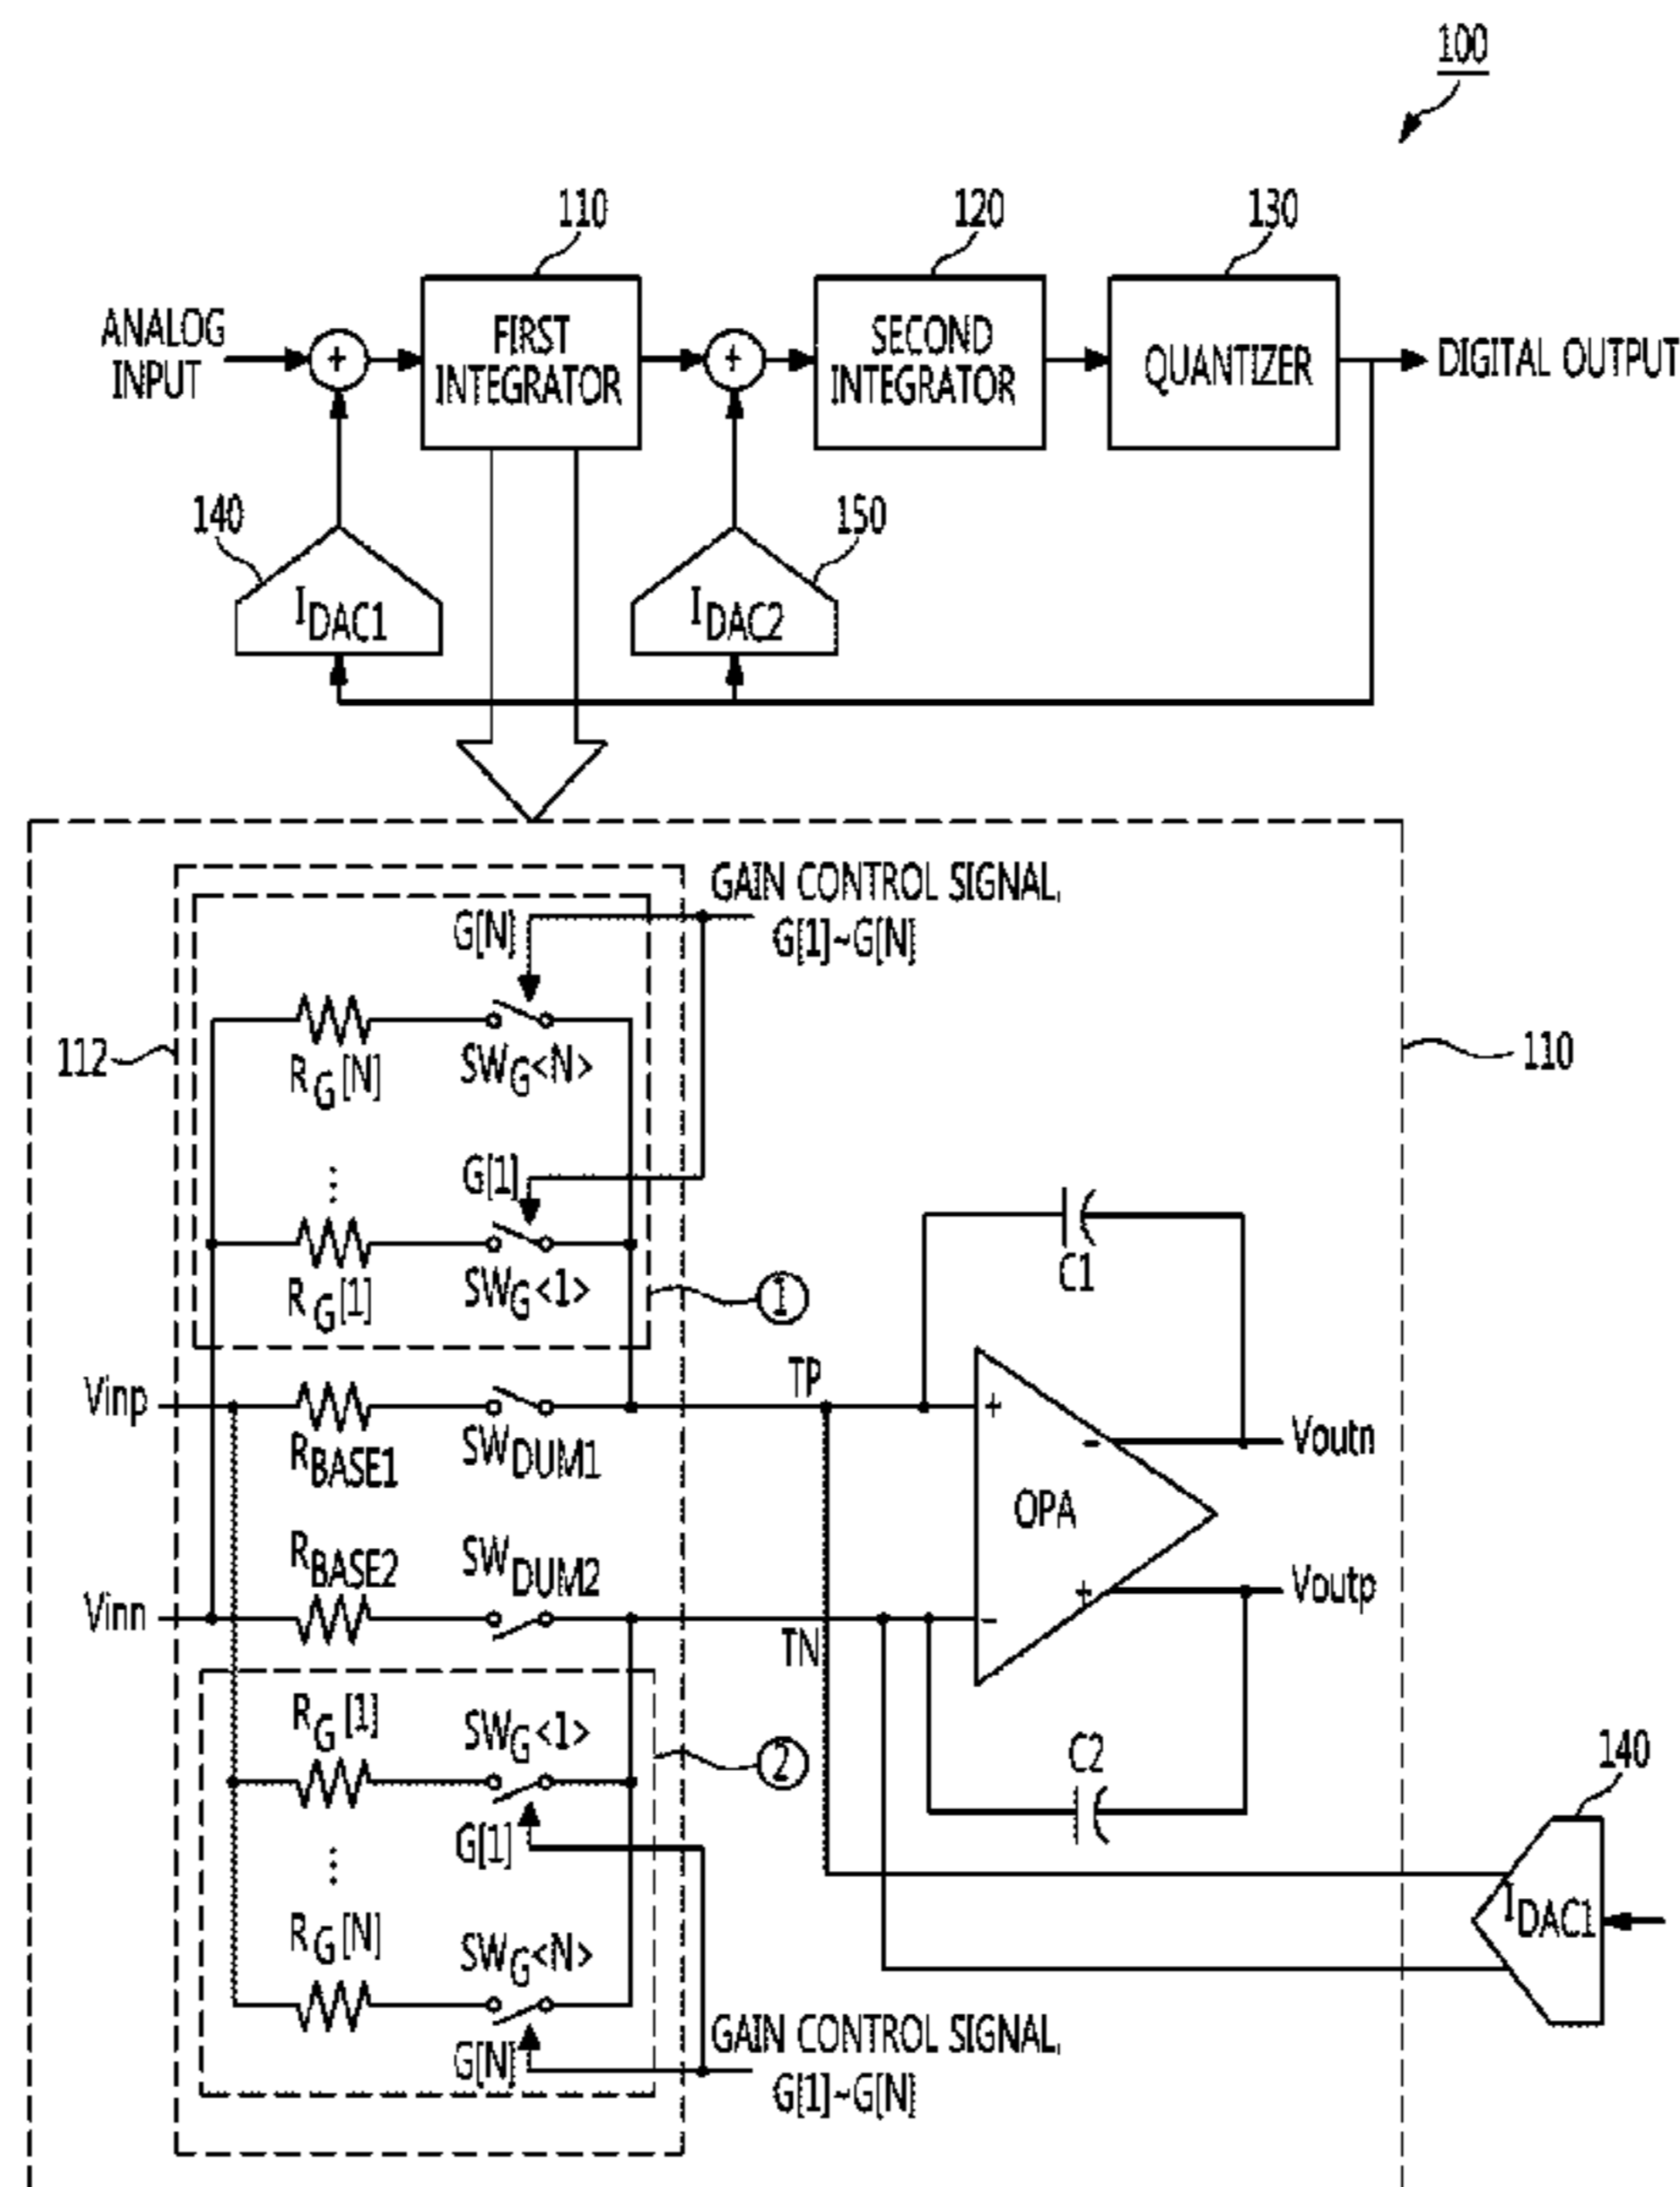 100
110
120
130
ANALOG
INPUT
+
FIRST
INTEGRATOR
+
SECOND
INTEGRATOR
QUANTIZER
DIGITAL OUTPUT
140
IDAC1
150
IDAC2
GAIN CONTROL SIGNAL,
G[1]~G[N]
G[N]
112
RG[N]
SWG<N>
110
G[1]
⋮
RG[1]
SWG<1>
①
C1
Vinp
RBASE1
SWDUM1
TP
+
-
Voutn
OPA
RBASE2
SWDUM2
Vinn
TN
-
+
Voutp
RG[1]
SWG<1>
②
C2
140
G[1]
⋮
RG[N]
SWG<N>
IDAC1
G[N]
GAIN CONTROL SIGNAL,
G[1]~G[N]